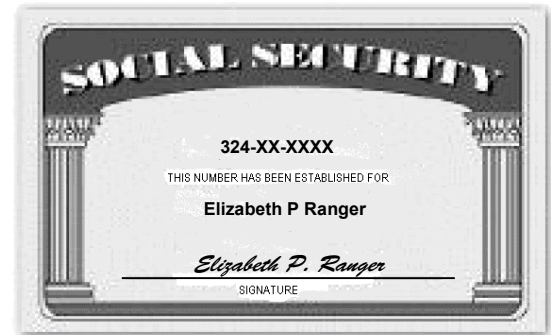 SOCIAL SECURITY
324-XX-XXXX
THIS NUMBER HAS BEEN ESTABLISHED FOR
Elizabeth P Ranger
Elizabeth P. Ranger
SIGNATURE